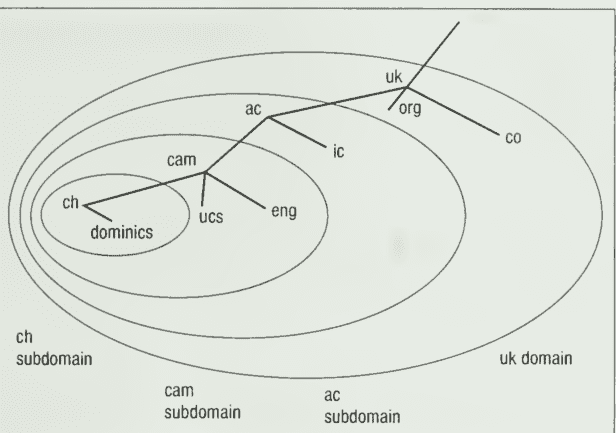 uk
org
co
ac
ic
cam
ucs
eng
ch
dominics
ch
subdomain
cam
subdomain
ac
subdomain
uk domain